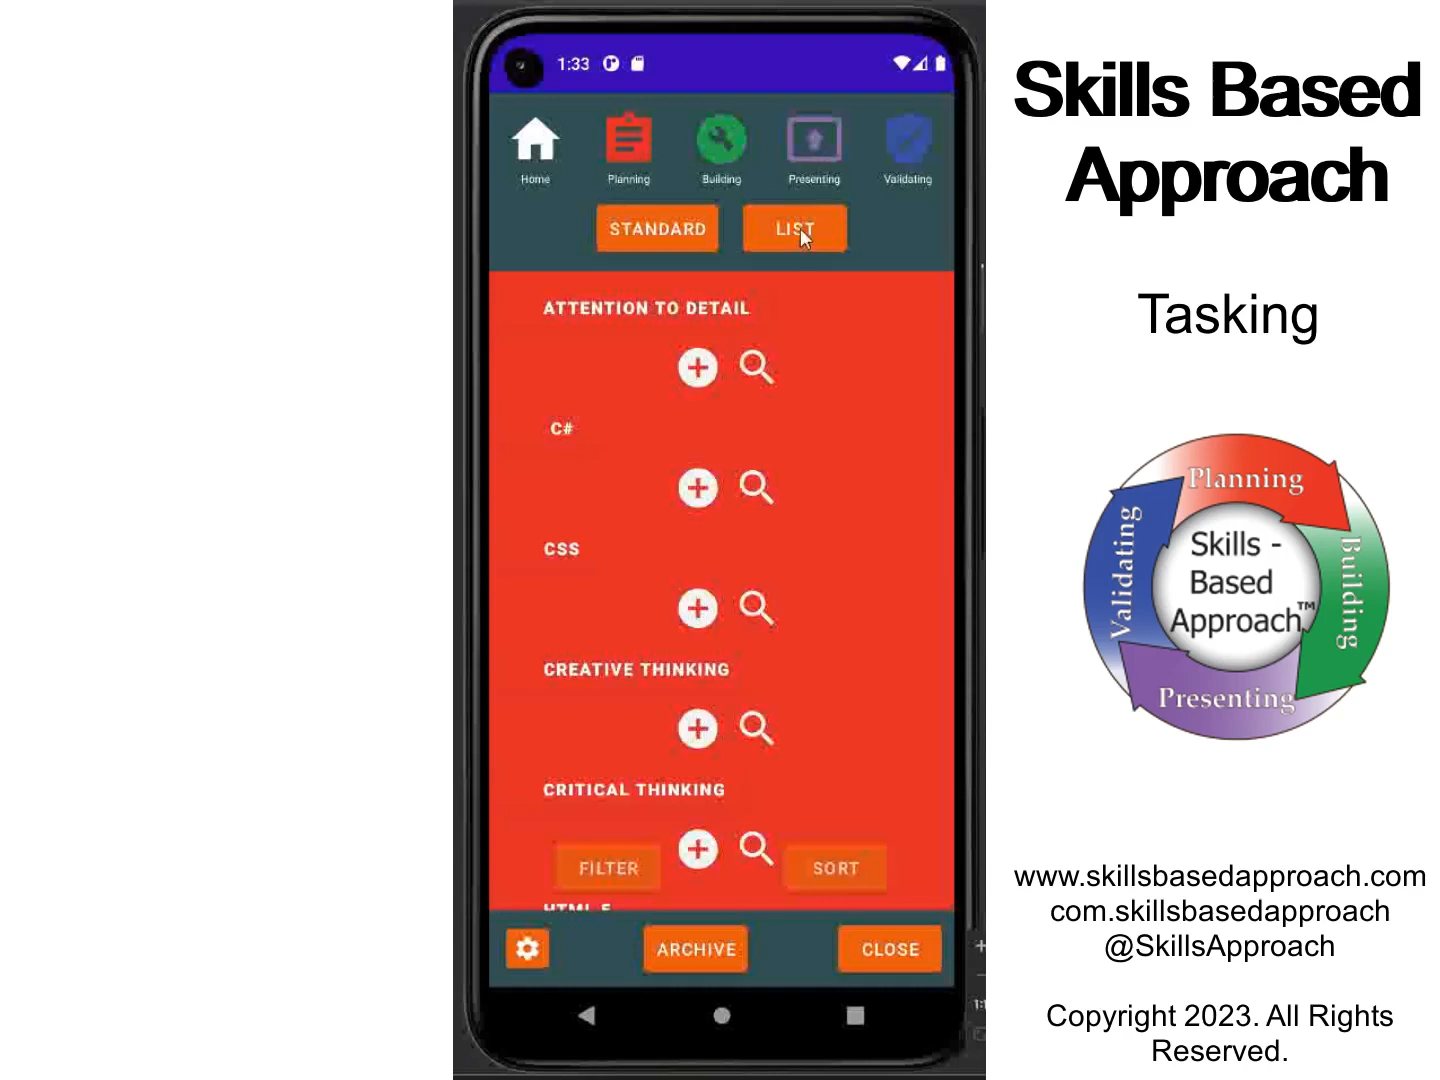 1:33
Home
Planning
Building
Presenting
Validating
STANDARD
LIST
ATTENTION TO DETAIL
C#
CSS
CREATIVE THINKING
CRITICAL THINKING
FILTER
SORT
HTML 5
ARCHIVE
CLOSE
Skills Based
Approach
Tasking
Planning
Building
Presenting
Validating
Skills -
Based
Approach™
www.skillsbasedapproach.com
com.skillsbasedapproach
@SkillsApproach
Copyright 2023. All Rights
Reserved.